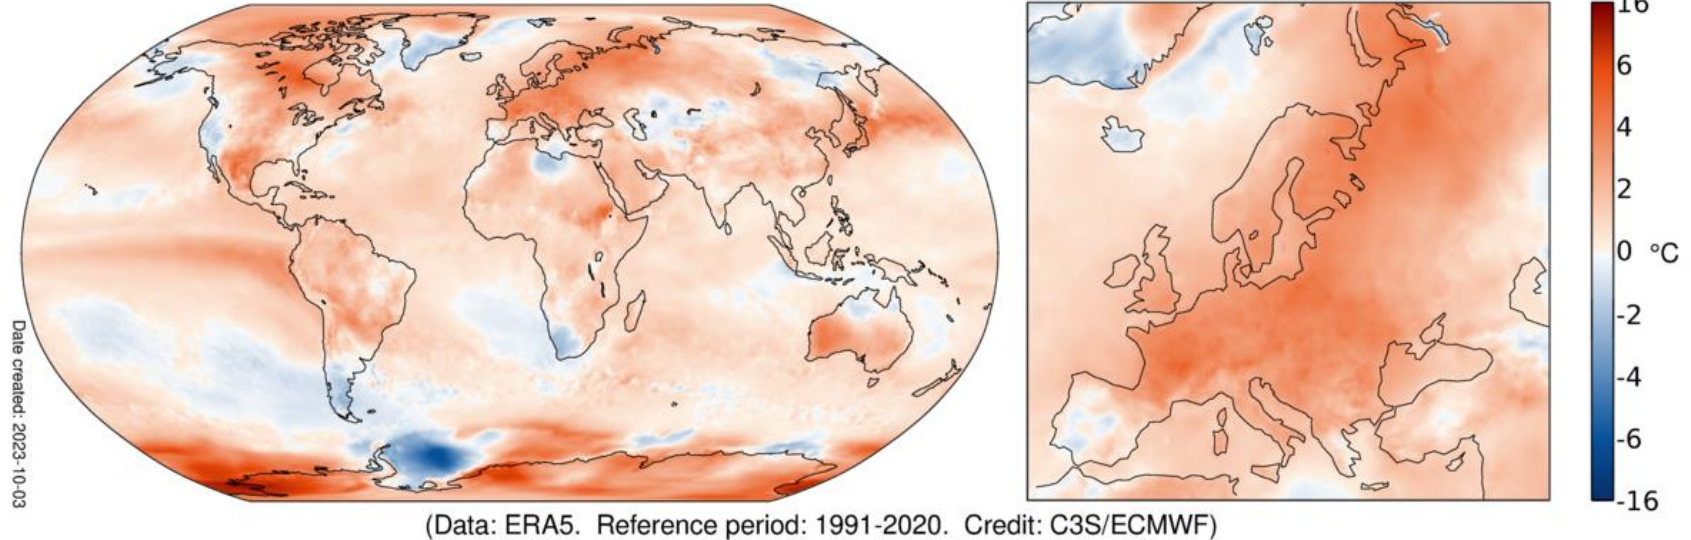 16
6
4
2
0 °C
-2
-4
-6
-16
Date created: 2023-10-03
(Data: ERA5. Reference period: 1991-2020. Credit: C3S/ECMWF)